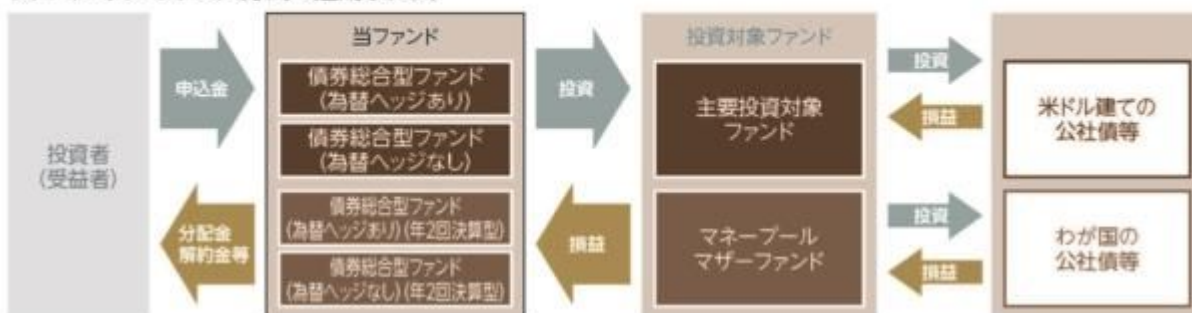 投資者
(受益者)
申込金
分配金
解約金等
当ファンド
債券総合型ファンド
(為替ヘッジあり)
債券総合型ファンド
(為替ヘッジなし)
債券総合型ファンド
(為替ヘッジあり)(年2回決算型)
債券総合型ファンド
(為替ヘッジなし)(年2回決算型)
投資
損益
投資対象ファンド
主要投資対象
ファンド
マネープール
マザーファンド
投資
損益
投資
損益
米ドル建ての
公社債等
わが国の
公社債等